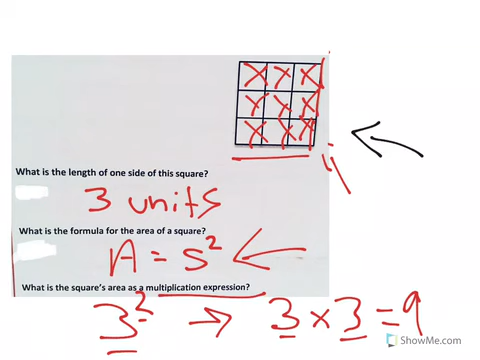 What is the length of one side of this square?
3 units
What is the formula for the area of a square?
A = s²
What is the square's area as a multiplication expression?
3² → 3 × 3 = 9
ShowMe.com